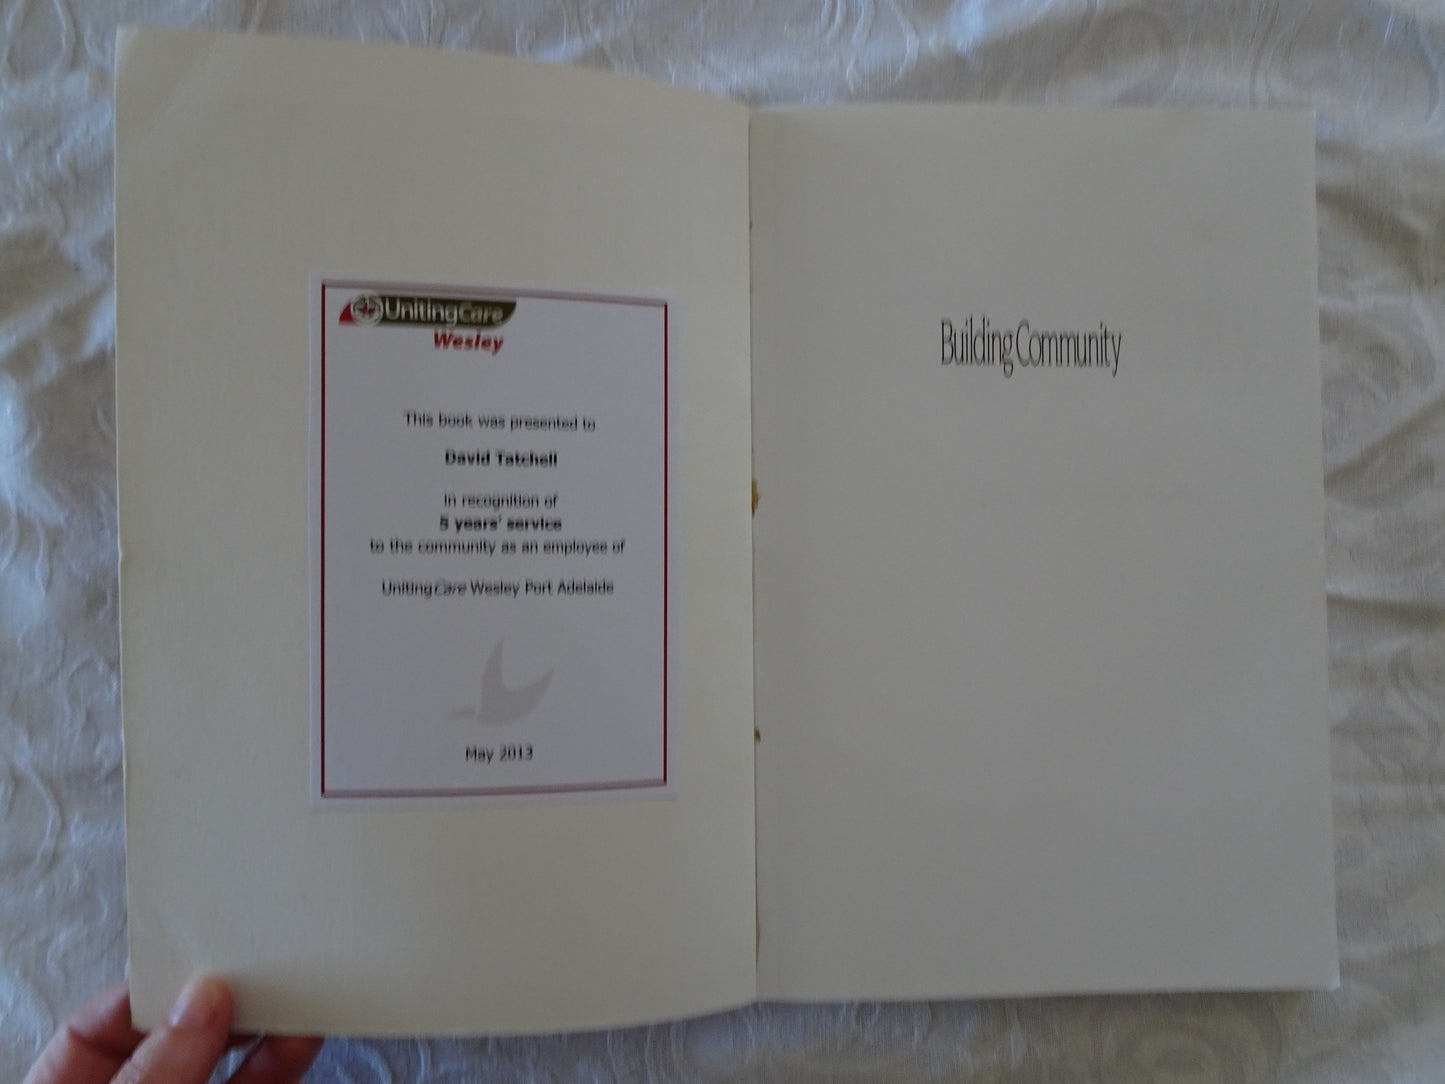 UnitingCare
Wesley
This book was presented to
David Tatchell
In recognition of
5 years' service
to the community as an employee of
UnitingCare Wesley Port Adelaide
May 2013
Building Community